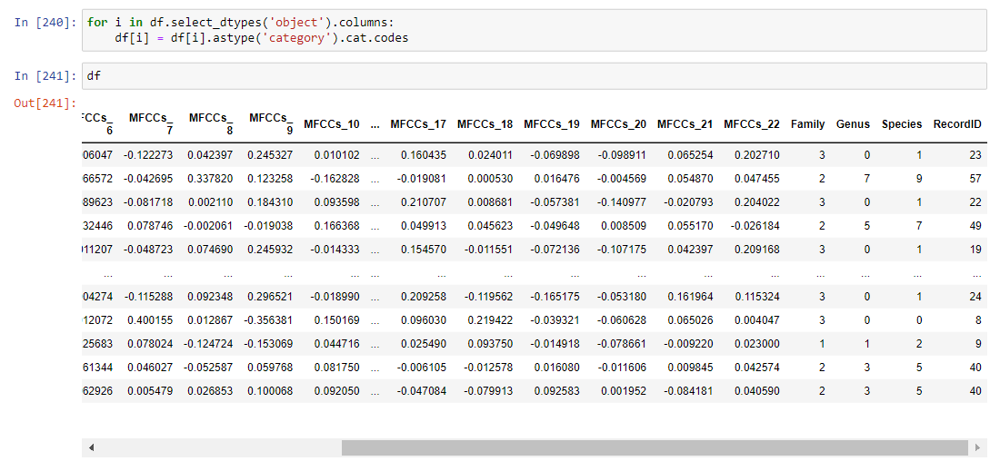 In [240]: for i in df.select_dtypes('object').columns:
df[i] = df[i].astype('category').cat.codes
In [241]: df
Out[241]:
FCCs_6 MFCCs_7 MFCCs_8 MFCCs_9 MFCCs_10 ... MFCCs_17 MFCCs_18 MFCCs_19 MFCCs_20 MFCCs_21 MFCCs_22 Family Genus Species RecordID
06047 -0.122273 0.042397 0.245327 0.010102 ... 0.160435 0.024011 -0.069898 -0.098911 0.065254 0.202710 3 0 1 23
66572 -0.042695 0.337820 0.123258 -0.162828 ... -0.019081 0.000530 0.016476 -0.004569 0.054870 0.047455 2 7 9 57
89623 -0.081718 0.002110 0.184310 0.093598 ... 0.210707 0.008681 -0.057381 -0.140977 -0.020793 0.204022 3 0 1 22
32446 0.078746 -0.002061 -0.019038 0.166368 ... 0.049913 0.045623 -0.049648 0.008509 0.055170 -0.026184 2 5 7 49
11207 -0.048723 0.074690 0.245932 -0.014333 ... 0.154570 -0.011551 -0.072136 -0.107175 0.042397 0.209168 3 0 1 19
... ... ... ... ... ... ... ... ... ... ... ... ... ... ... ...
04274 -0.115288 0.092348 0.296521 -0.018990 ... 0.209258 -0.119562 -0.165175 -0.053180 0.161964 0.115324 3 0 1 24
12072 0.400155 0.012867 -0.356381 0.150169 ... 0.096030 0.219422 -0.039321 -0.060628 0.065026 0.004047 3 0 0 8
25683 0.078024 -0.124724 -0.153069 0.044716 ... 0.025490 0.093750 -0.014918 -0.078661 -0.009220 0.023000 1 1 2 9
61344 0.046027 -0.052587 0.059768 0.081750 ... -0.006105 -0.012578 0.016080 -0.011606 0.009845 0.042574 2 3 5 40
62926 0.005479 0.026853 0.100068 0.092050 ... -0.047084 -0.079913 0.092583 0.001952 -0.084181 0.040590 2 3 5 40